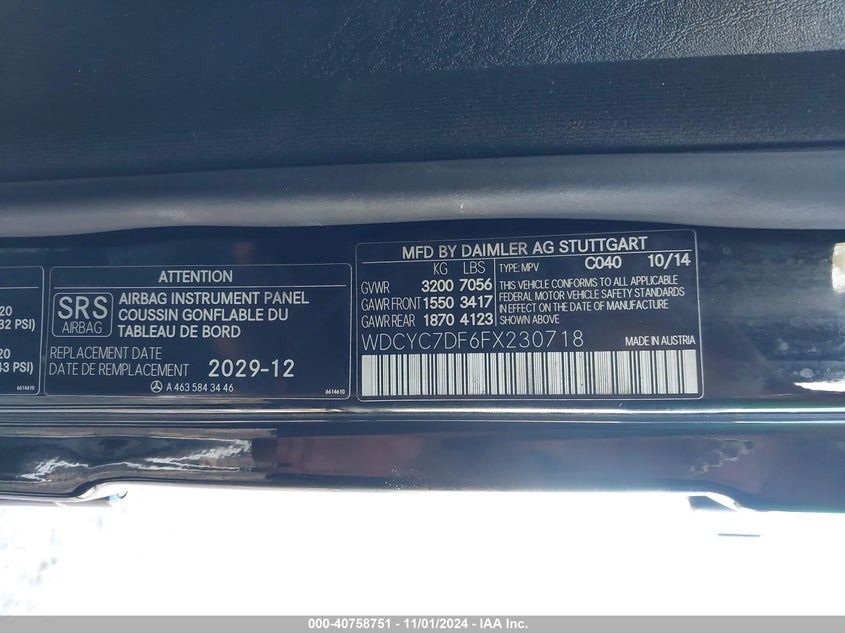 20
32 PSI)
20
43 PSI)
ATTENTION
SRS
AIRBAG
AIRBAG INSTRUMENT PANEL
COUSSIN GONFLABLE DU
TABLEAU DE BORD
REPLACEMENT DATE
DATE DE REMPLACEMENT
2029-12
A 463 584 34 46
6614610
6614610
MFD BY DAIMLER AG STUTTGART
KG LBS
GVWR 3200 7056
GAWR FRONT 1550 3417
GAWR REAR 1870 4123
TYPE: MPV C040 10/14
THIS VEHICLE CONFORMS TO ALL APPLICABLE
FEDERAL MOTOR VEHICLE SAFETY STANDARDS
IN EFFECT ON THE DATE OF MANUFACTURE
SHOWN ABOVE.
WDCYC7DF6FX230718
MADE IN AUSTRIA
000-40758751 • 11/01/2024 • IAA Inc.